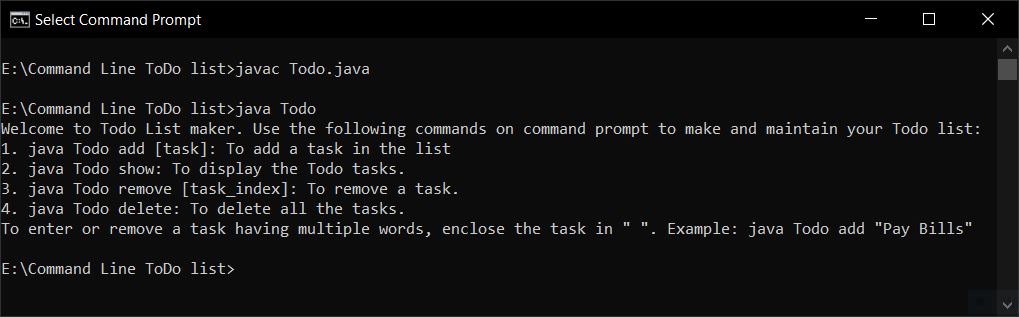 Select Command Prompt
E:\Command Line ToDo list>javac Todo.java
E:\Command Line ToDo list>java Todo
Welcome to Todo List maker. Use the following commands on command prompt to make and maintain your Todo list:
1. java Todo add [task]: To add a task in the list
2. java Todo show: To display the Todo tasks.
3. java Todo remove [task_index]: To remove a task.
4. java Todo delete: To delete all the tasks.
To enter or remove a task having multiple words, enclose the task in " ". Example: java Todo add "Pay Bills"
E:\Command Line ToDo list>